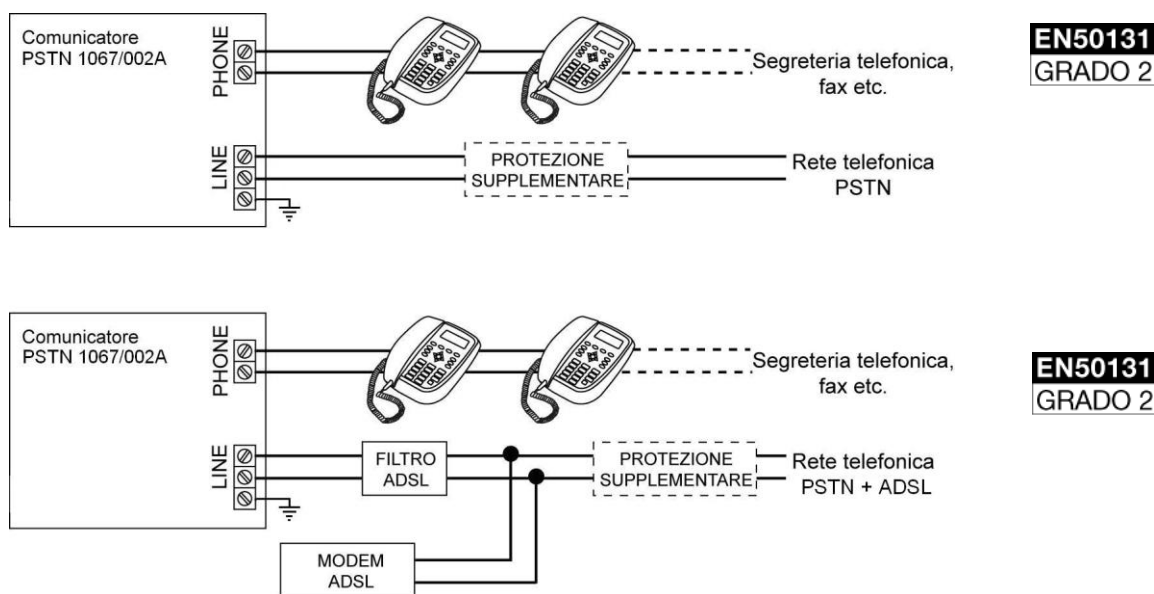 Comunicatore
PSTN 1067/002A
PHONE
Segreteria telefonica,
fax etc.
LINE
PROTEZIONE
SUPPLEMENTARE
Rete telefonica
PSTN
EN50131
GRADO 2
Comunicatore
PSTN 1067/002A
PHONE
Segreteria telefonica,
fax etc.
LINE
FILTRO
ADSL
PROTEZIONE
SUPPLEMENTARE
Rete telefonica
PSTN + ADSL
MODEM
ADSL
EN50131
GRADO 2